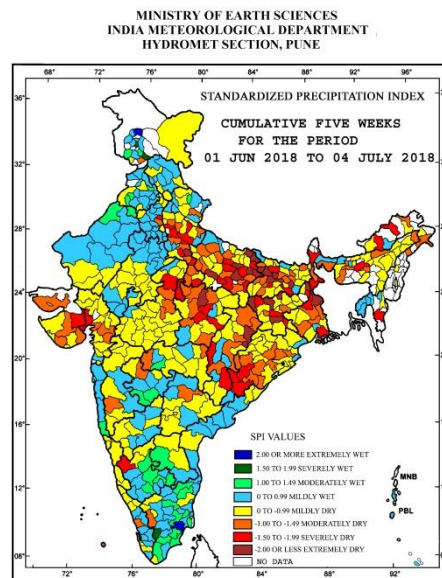 MINISTRY OF EARTH SCIENCES
INDIA METEOROLOGICAL DEPARTMENT
HYDROMET SECTION, PUNE
68° 72° 76° 80° 84° 88° 92° 96°
36°
STANDARDIZED PRECIPITATION INDEX
CUMULATIVE FIVE WEEKS
FOR THE PERIOD
01 JUN 2018 TO 04 JULY 2018
32°
28°
24°
20°
16°
12°
08°
SPI VALUES
2.00 OR MORE EXTREMELY WET
1.50 TO 1.99 SEVERELY WET
1.00 TO 1.49 MODERATELY WET
0 TO 0.99 MILDLY WET
0 TO -0.99 MILDLY DRY
-1.00 TO -1.49 MODERATELY DRY
-1.50 TO -1.99 SEVERELY DRY
-2.00 OR LESS EXTREMELY DRY
NO DATA
MNB
PBL
72° 76° 80° 84° 88° 92°